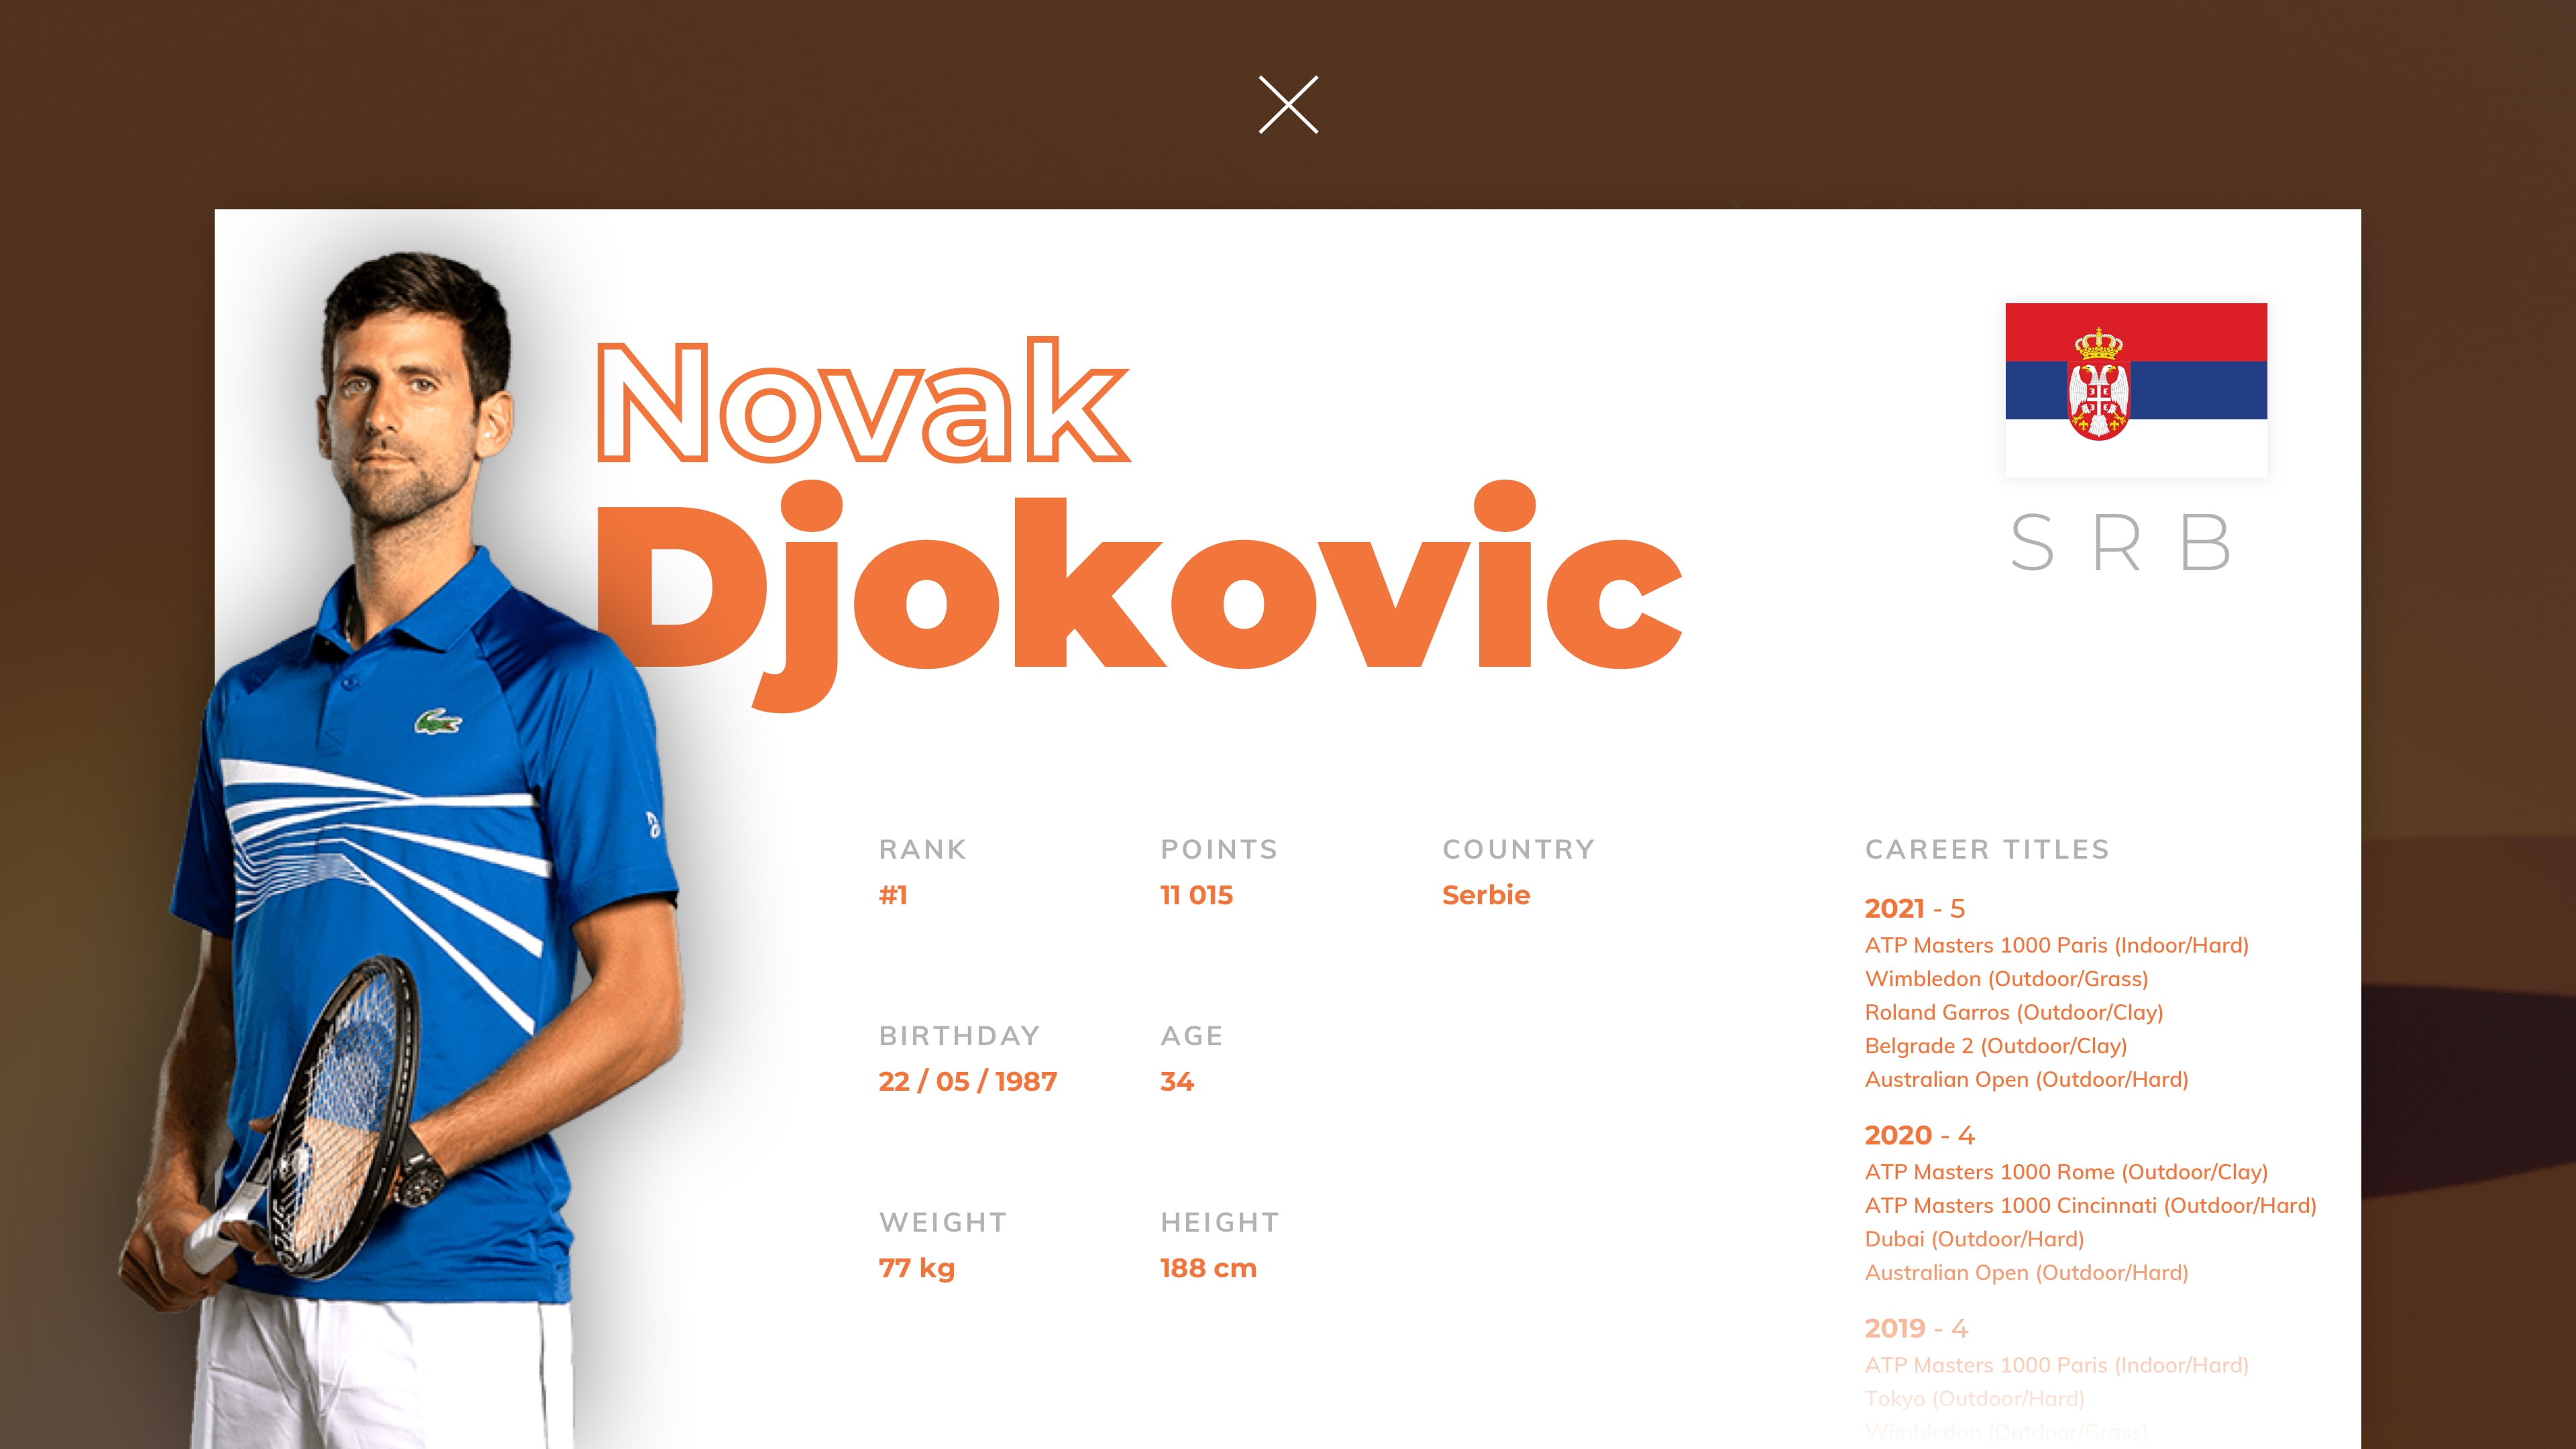 Novak
Djokovic
SRB
RANK
#1
POINTS
11 015
COUNTRY
Serbie
BIRTHDAY
22 / 05 / 1987
AGE
34
WEIGHT
77 kg
HEIGHT
188 cm
CAREER TITLES
2021 - 5
ATP Masters 1000 Paris (Indoor/Hard)
Wimbledon (Outdoor/Grass)
Roland Garros (Outdoor/Clay)
Belgrade 2 (Outdoor/Clay)
Australian Open (Outdoor/Hard)
2020 - 4
ATP Masters 1000 Rome (Outdoor/Clay)
ATP Masters 1000 Cincinnati (Outdoor/Hard)
Dubai (Outdoor/Hard)
Australian Open (Outdoor/Hard)
2019 - 4
ATP Masters 1000 Paris (Indoor/Hard)
Tokyo (Outdoor/Hard)
Wimbledon (Outdoor/Grass)